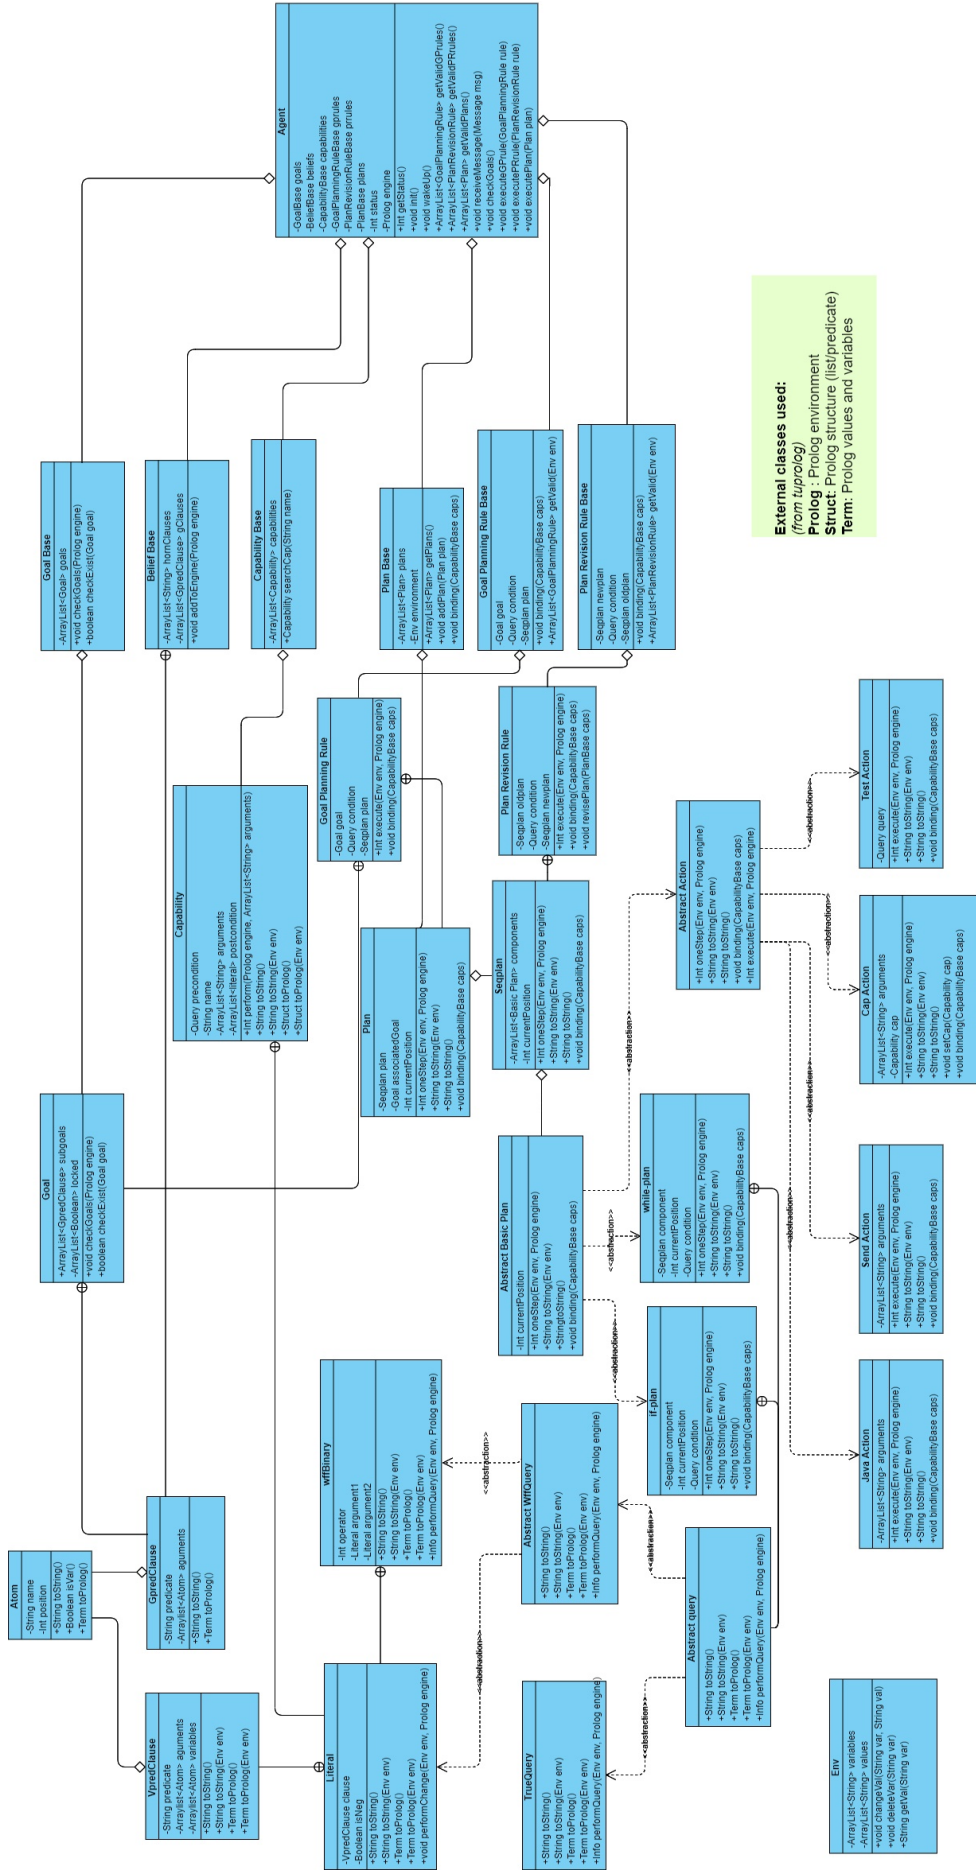 Atom
-String name
-Int position
+String toString()
+Boolean isVar()
+Term toProlog()
VpredClause
-String predicate
-Arraylist<Atom> aguments
-Arraylist<Atom> variables
+String toString()
+String toString(Env env)
+Term toProlog()
+Term toProlog(Env env)
GpredClause
-String predicate
-Arraylist<Atom> aguments
+String toString()
+Term toProlog()
Goal
+ArrayList<GpredClause> subgoals
-ArrayList<Boolean> locked
+void checkGoals(Prolog engine)
+boolean checkExist(Goal goal)
Goal Base
-ArrayList<Goal> goals
+void checkGoals(Prolog engine)
+boolean checkExist(Goal goal)
Belief Base
-ArrayList<String> hornClauses
-ArrayList<GpredClause> gClauses
+void addToEngine(Prolog engine)
Capability
-Query precondition
-String name
-ArrayList<String> arguments
-ArrayList<literal> postcondition
+Int perform(Prolog engine, ArrayList<String> arguments)
+String toString()
+String toString(Env env)
+Struct toProlog()
+Struct toProlog(Env env)
Capability Base
-ArrayList<Capability> capabilities
+Capability searchCap(String name)
Agent
-GoalBase goals
-BeliefBase beliefs
-CapabilityBase capabilities
-GoalPlanningRuleBase gprules
-PlanRevisionRuleBase prrules
-PlanBase plans
-Int status
-Prolog engine
+Int getStatus()
+void init()
+void wakeUp()
+ArrayList<GoalPlanningRule> getValidGPrules()
+ArrayList<PlanRevisionRule> getValidPRrules()
+ArrayList<Plan> getValidPlans()
+void receiveMessage(Message msg)
+void checkGoals()
+void executeGPrule(GoalPlanningRule rule)
+void executePRrule(PlanRevisionRule rule)
+void executePlan(Plan plan)
Literal
-VpredClause clause
-Boolean isNeg
+String toString()
+String toString(Env env)
+Term toProlog()
+Term toProlog(Env env)
+void performChange(Env env, Prolog engine)
wffBinary
-Int operator
-Literal argument1
-Literal argument2
+String toString()
+String toString(Env env)
+Term toProlog()
+Term toProlog(Env env)
+Info performQuery(Env env, Prolog engine)
Plan
-Seqplan plan
-Goal associatedGoal
-Int currentPosition
+Int oneStep(Env env, Prolog engine)
+String toString(Env env)
+String toString()
+void binding(CapabilityBase caps)
Goal Planning Rule
-Goal goal
-Query condition
-Seqplan plan
+Int execute(Env env, Prolog engine)
+void binding(CapabilityBase caps)
Plan Base
-ArrayList<Plan> plans
-Env environment
+ArrayList<Plan> getPlans()
+void addPlan(Plan plan)
+void binding(CapabilityBase caps)
Goal Planning Rule Base
-Goal goal
-Query condition
-Seqplan plan
+void binding(CapabilityBase caps)
+ArrayList<GoalPlanningRule> getValid(Env env)
TrueQuery
+String toString()
+String toString(Env env)
+Term toProlog()
+Term toProlog(Env env)
+Info performQuery(Env env, Prolog engine)
Abstract WffQuery
+String toString()
+String toString(Env env)
+Term toProlog()
+Term toProlog(Env env)
+Info performQuery(Env env, Prolog engine)
<<abstraction>>
<<abstraction>>
Abstract Basic Plan
-Int currentPosition
+Int oneStep(Env env, Prolog engine)
+String toString(Env env)
+StringtoString()
+void binding(CapabilityBase caps)
Seqplan
-ArrayList<Basic Plan> components
-Int currentPosition
+Int oneStep(Env env, Prolog engine)
+String toString(Env env)
+String toString()
+void binding(CapabilityBase caps)
Plan Revision Rule
-Seqplan oldplan
-Query condition
-Seqplan newplan
+Int execute(Env env, Prolog engine)
+void binding(CapabilityBase caps)
+void revisePlan(PlanBase caps)
Plan Revision Rule Base
-Seqplan newplan
-Query condition
-Seqplan oldplan
+void binding(CapabilityBase caps)
+ArrayList<PlanRevisionRule> getValid(Env env)
<<abstraction>>
<<abstraction>>
<<abstraction>>
<<abstraction>>
<<abstraction>>
Abstract query
+String toString()
+String toString(Env env)
+Term toProlog()
+Term toProlog(Env env)
+Info performQuery(Env env, Prolog engine)
if-plan
-Seqplan component
-Int currentPosition
-Query condition
+Int oneStep(Env env, Prolog engine)
+String toString(Env env)
+String toString()
+void binding(CapabilityBase caps)
while-plan
-Seqplan component
-Int currentPosition
-Query condition
+Int oneStep(Env env, Prolog engine)
+String toString(Env env)
+String toString()
+void binding(CapabilityBase caps)
Abstract Action
+Int oneStep(Env env, Prolog engine)
+String toString(Env env)
+String toString()
void binding(CapabilityBase caps)
+Int execute(Env env, Prolog engine)
<<abstraction>>
<<abstraction>>
<<abstraction>>
<<abstraction>>
External classes used:
(from tuprolog)
Prolog : Prolog environment
Struct: Prolog structure (list/predicate)
Term: Prolog values and variables
Env
-ArrayList<String> variables
-ArrayList<String> values
+void changeVal(String var, String val)
+void deleteVar(String var)
+String getVal(String var)
Java Action
-ArrayList<String> arguments
+Int execute(Env env, Prolog engine)
+String toString(Env env)
+String toString()
+void binding(CapabilityBase caps)
Send Action
-ArrayList<String> arguments
+Int execute(Env env, Prolog engine)
+String toString(Env env)
+String toString()
+void binding(CapabilityBase caps)
Cap Action
-ArrayList<String> arguments
-Capability cap
+Int execute(Env env, Prolog engine)
+String toString(Env env)
+String toString()
+void setCap(Capability cap)
+void binding(CapabilityBase caps)
Test Action
-Query query
+Int execute(Env env, Prolog engine)
+String toString(Env env)
+String toString()
+void binding(CapabilityBase caps)